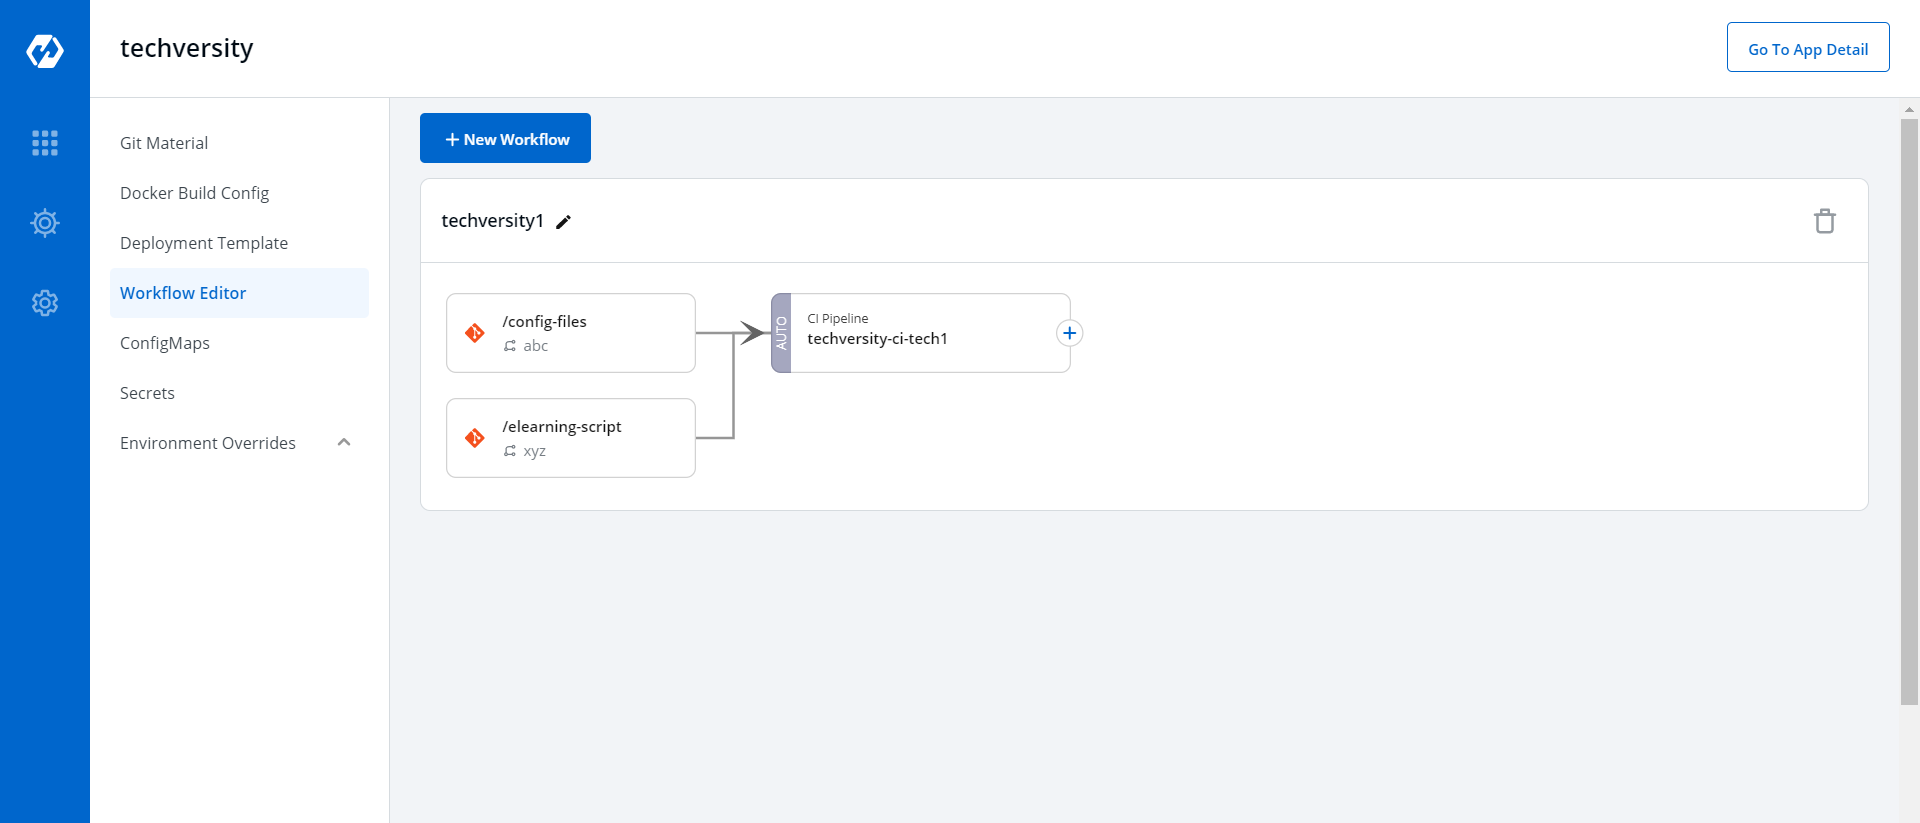 techversity
Go To App Detail
Git Material
Docker Build Config
Deployment Template
Workflow Editor
ConfigMaps
Secrets
Environment Overrides
+ New Workflow
techversity1
/config-files
abc
AUTO
CI Pipeline
techversity-ci-tech1
/elearning-script
xyz